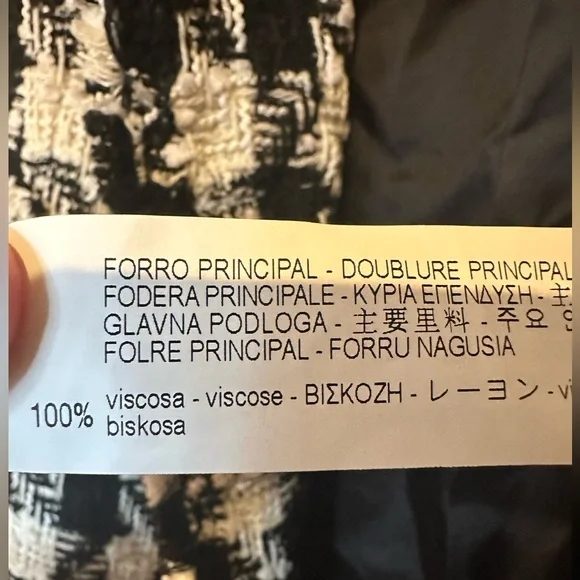 FORRO PRINCIPAL - DOUBLURE PRINCIPAL
FODERA PRINCIPALE - ΚΥΡΙΑ ΕΠΕΝΔΥΣΗ - 主
GLAVNA PODLOGA - 主要里料 - 주요
FOLRE PRINCIPAL - FORRU NAGUSIA
100% viscosa - viscose - ΒΙΣΚΟΖΗ - レーヨン -
biskosa